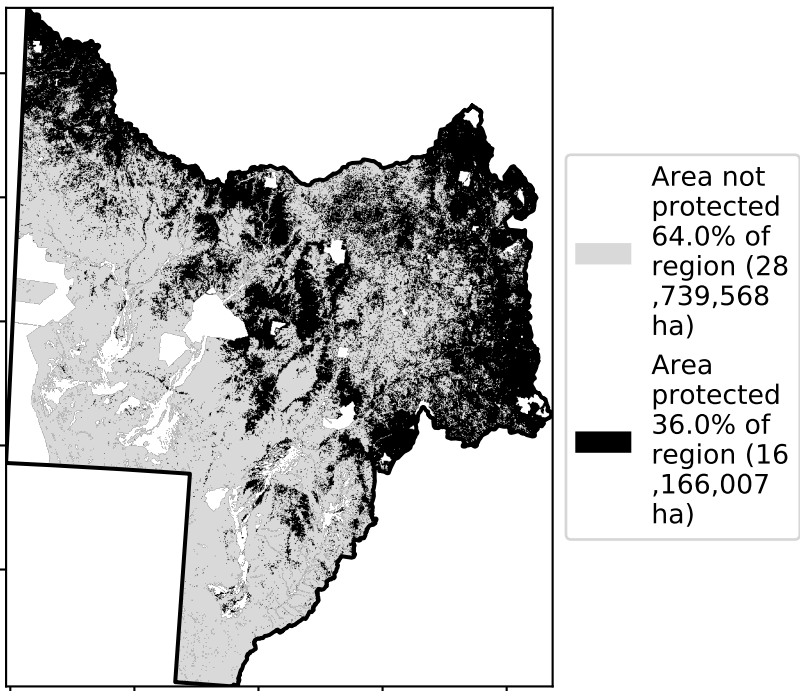 Area not
protected
64.0% of
region (28
,739,568
ha)
Area
protected
36.0% of
region (16
,166,007
ha)